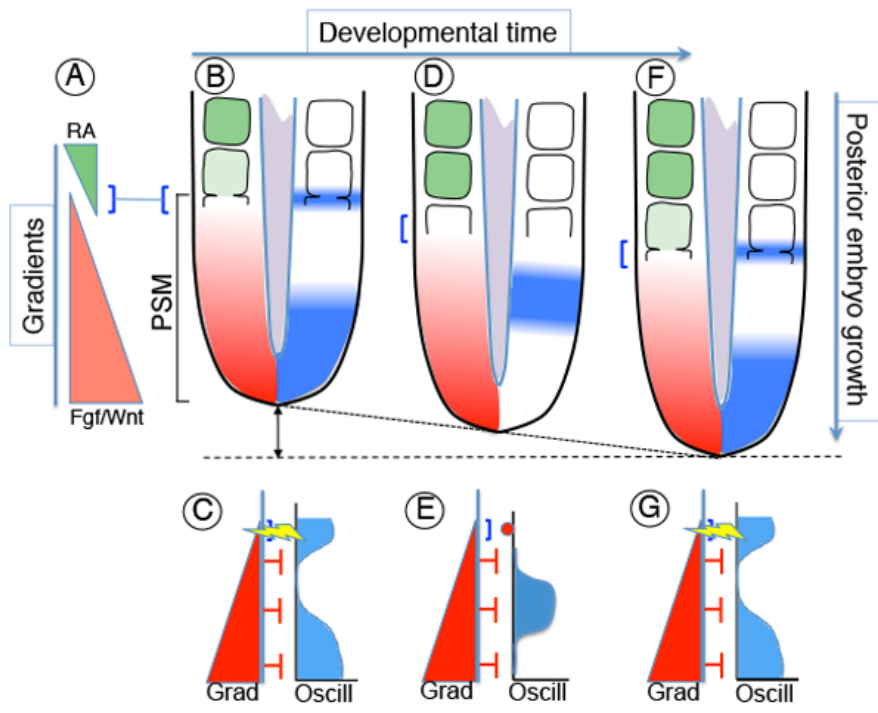 Developmental time
A
B
D
F
RA
Gradients
PSM
Posterior embryo growth
Fgf/Wnt
C
E
G
Grad
Oscill
Grad
Oscill
Grad
Oscill